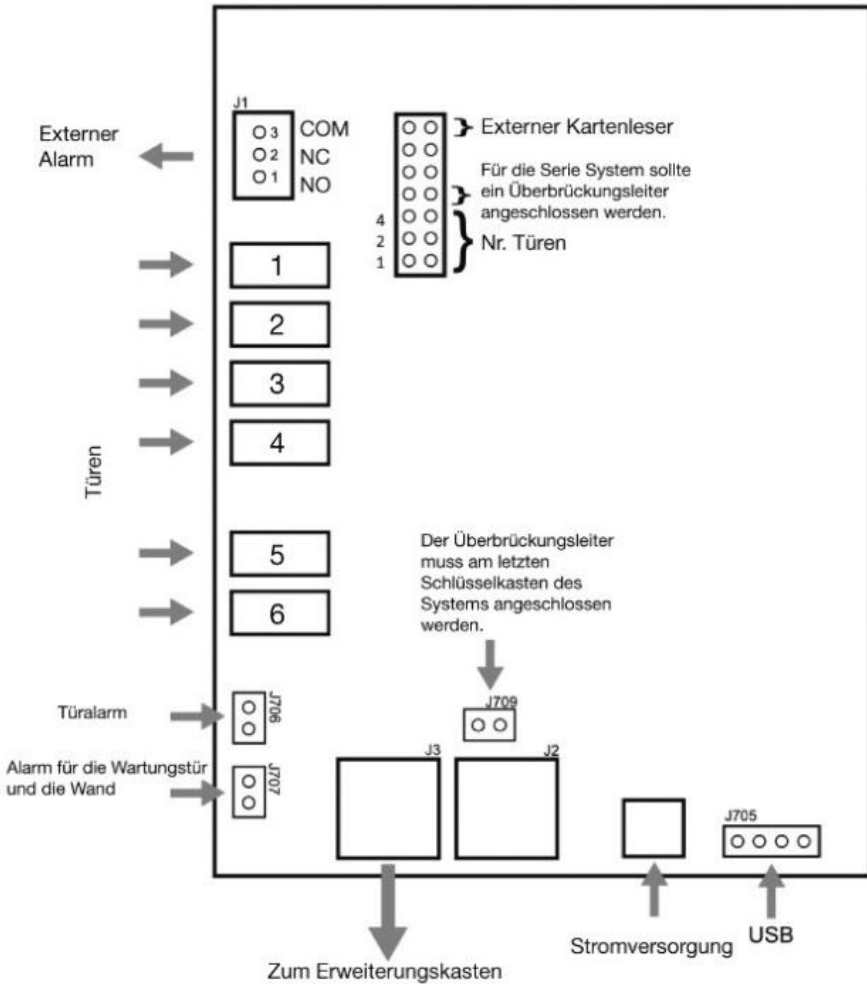 J1
Externer
Alarm
3 COM
2 NC
1 NO
Externer Kartenleser
Für die Serie System sollte
ein Überbrückungsleiter
angeschlossen werden.
4
2
1
Nr. Türen
1
2
3
4
Türen
5
6
Der Überbrückungsleiter
muss am letzten
Schlüsselkasten des
Systems angeschlossen
werden.
Türalarm
J706
J709
Alarm für die Wartungstür
und die Wand
J707
J3
J2
J705
Stromversorgung
USB
Zum Erweiterungskasten